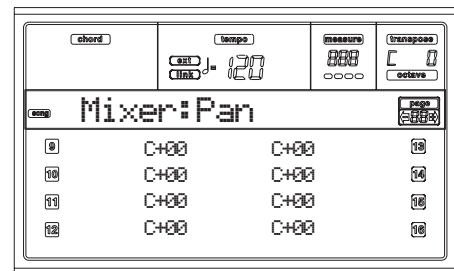 chord tempo measure transpose
ext ♩= 120 888 C 0
link octave
song Mixer:Pan page
88
9 C+00 C+00 13
10 C+00 C+00 14
11 C+00 C+00 15
12 C+00 C+00 16